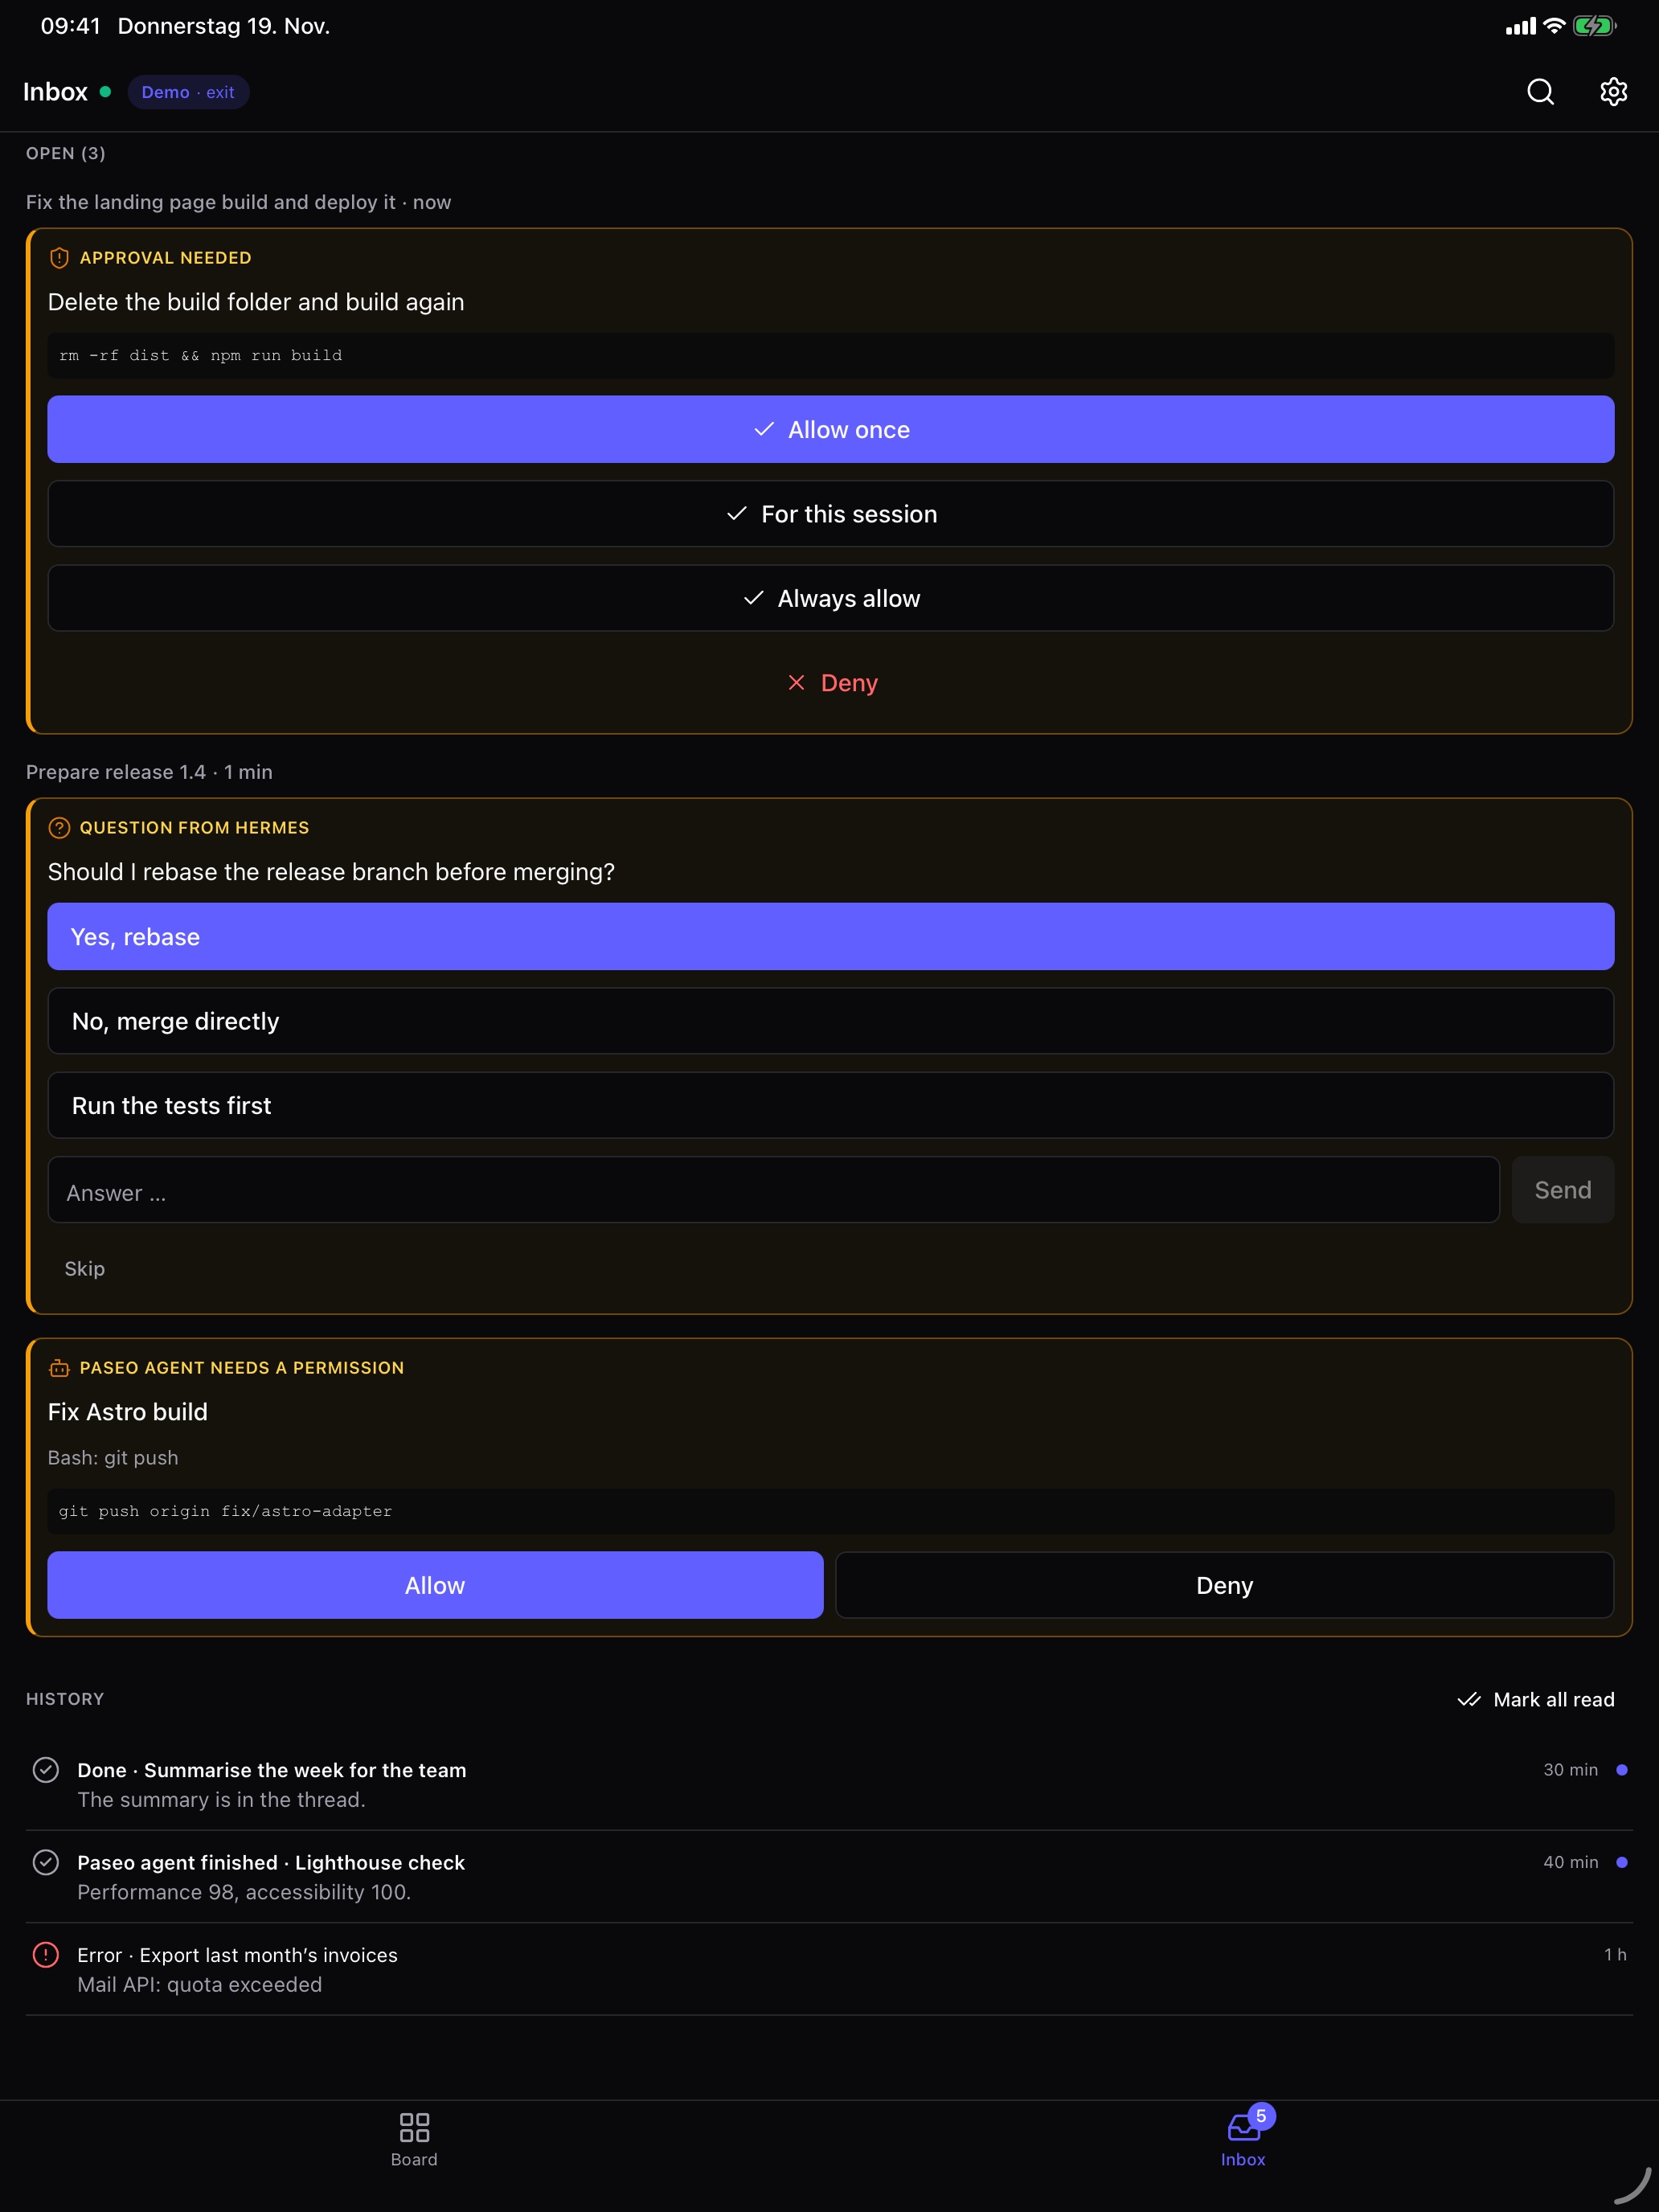 09:41 Donnerstag 19. Nov.
Inbox
Demo · exit
OPEN (3)
Fix the landing page build and deploy it · now
APPROVAL NEEDED
Delete the build folder and build again
rm -rf dist && npm run build
Allow once
For this session
Always allow
Deny
Prepare release 1.4 · 1 min
QUESTION FROM HERMES
Should I rebase the release branch before merging?
Yes, rebase
No, merge directly
Run the tests first
Answer ...
Send
Skip
PASEO AGENT NEEDS A PERMISSION
Fix Astro build
Bash: git push
git push origin fix/astro-adapter
Allow
Deny
HISTORY
Mark all read
Done · Summarise the week for the team
30 min
The summary is in the thread.
Paseo agent finished · Lighthouse check
40 min
Performance 98, accessibility 100.
Error · Export last month’s invoices
1 h
Mail API: quota exceeded
Board
5
Inbox